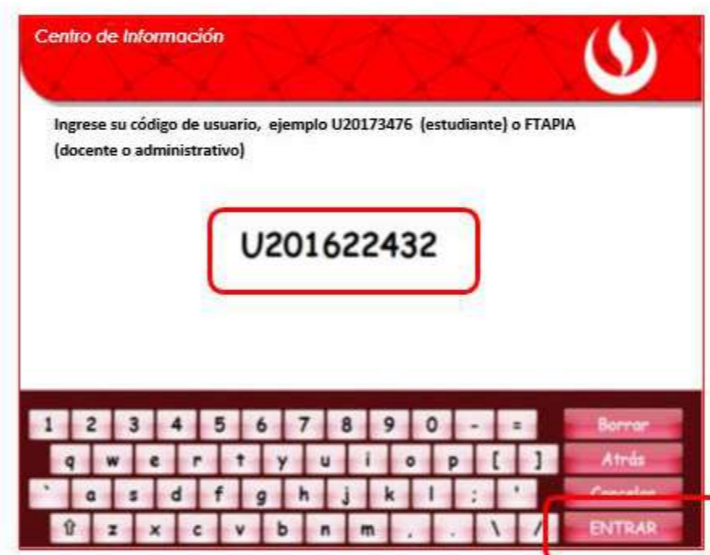 Centro de Información
Ingrese su código de usuario, ejemplo U20173476 (estudiante) o FTAPIA
(docente o administrativo)
U201622432
1 2 3 4 5 6 7 8 9 0 - = Borrar
q w e r t y u i o p [ ] Atrás
` a s d f g h j k l ; ' Cancelar
⇧ z x c v b n m , . \ / ENTRAR